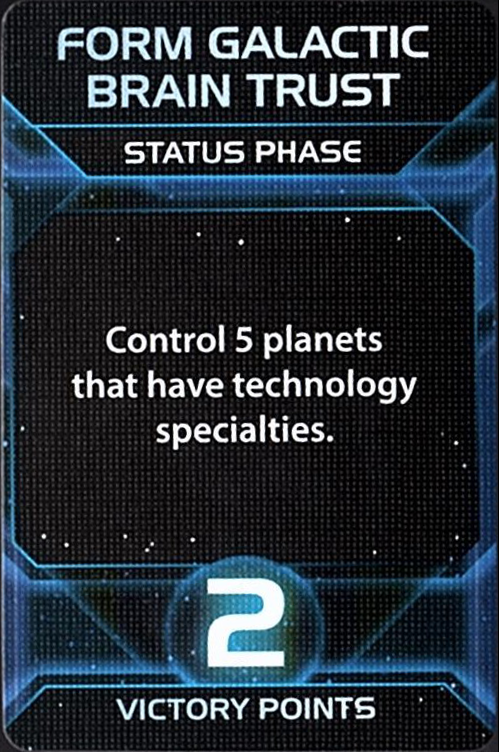 FORM GALACTIC
BRAIN TRUST
STATUS PHASE
Control 5 planets
that have technology
specialties.
2
VICTORY POINTS